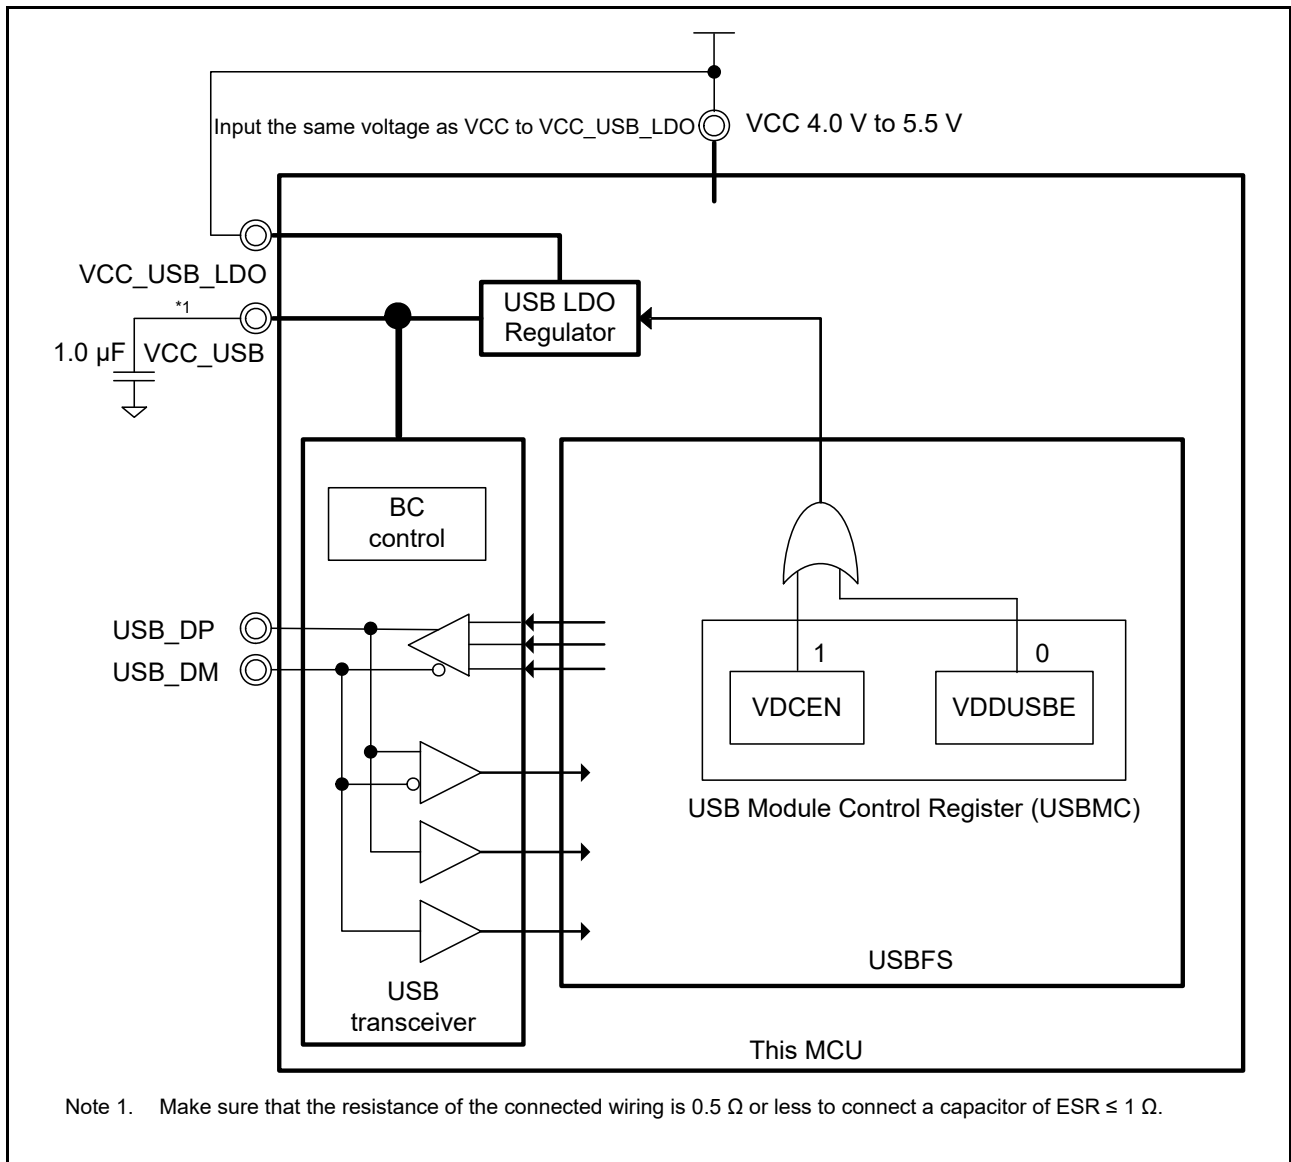 Input the same voltage as VCC to VCC_USB_LDO
VCC 4.0 V to 5.5 V
VCC_USB_LDO
USB LDO
Regulator
*1
1.0 µF
VCC_USB
BC
control
USB_DP
USB_DM
1
0
VDCEN
VDDUSBE
USB Module Control Register (USBMC)
USBFS
USB
transceiver
This MCU
Note 1. Make sure that the resistance of the connected wiring is 0.5 Ω or less to connect a capacitor of ESR ≤ 1 Ω.